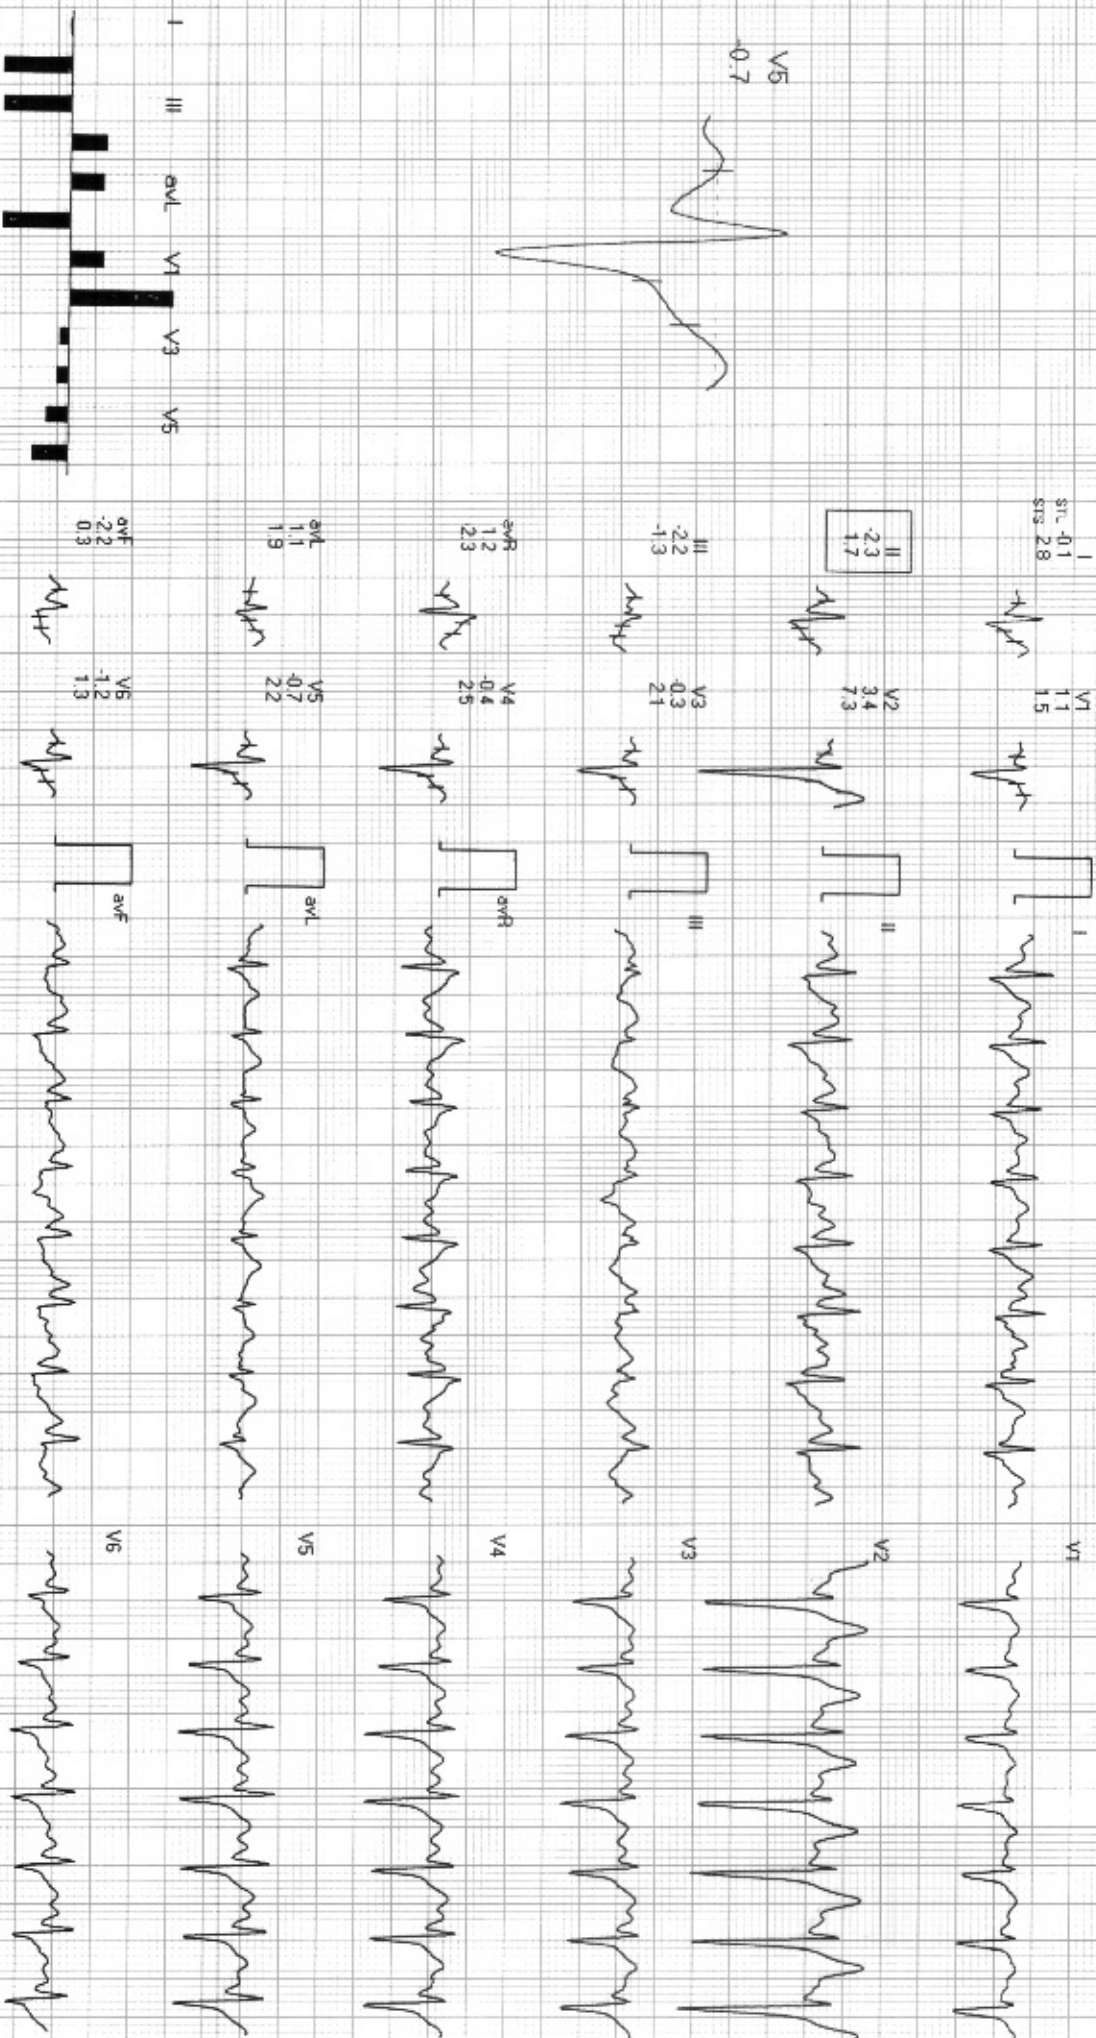 I
STL -0.1
STS 2.8
II
-2.3
1.7
III
-2.2
-1.3
avR
1.2
2.3
avL
1.1
1.9
avF
-2.2
0.3
V1
1.1
1.5
V2
3.4
7.3
V3
-0.3
2.1
V4
-0.4
2.5
V5
-0.7
2.2
V6
-1.2
1.3
I
II
III
avR
avL
avF
V1
V2
V3
V4
V5
V6
V5
-0.7
I III avL V1 V3 V5